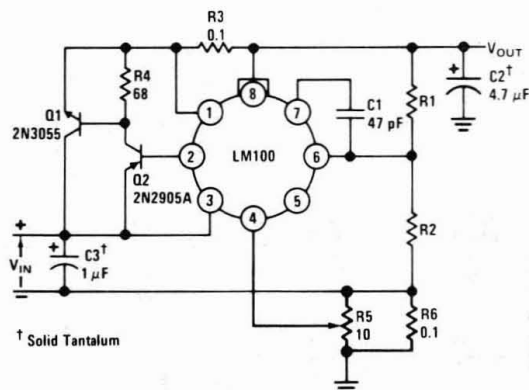 R3
0.1
VOUT
R4
68
C2†
4.7 µF
Q1
2N3055
8
1
7
C1
47 pF
R1
2
LM100
6
Q2
2N2905A
3
5
4
R2
+
VIN
+
C3†
1 µF
+
R5
10
R6
0.1
† Solid Tantalum